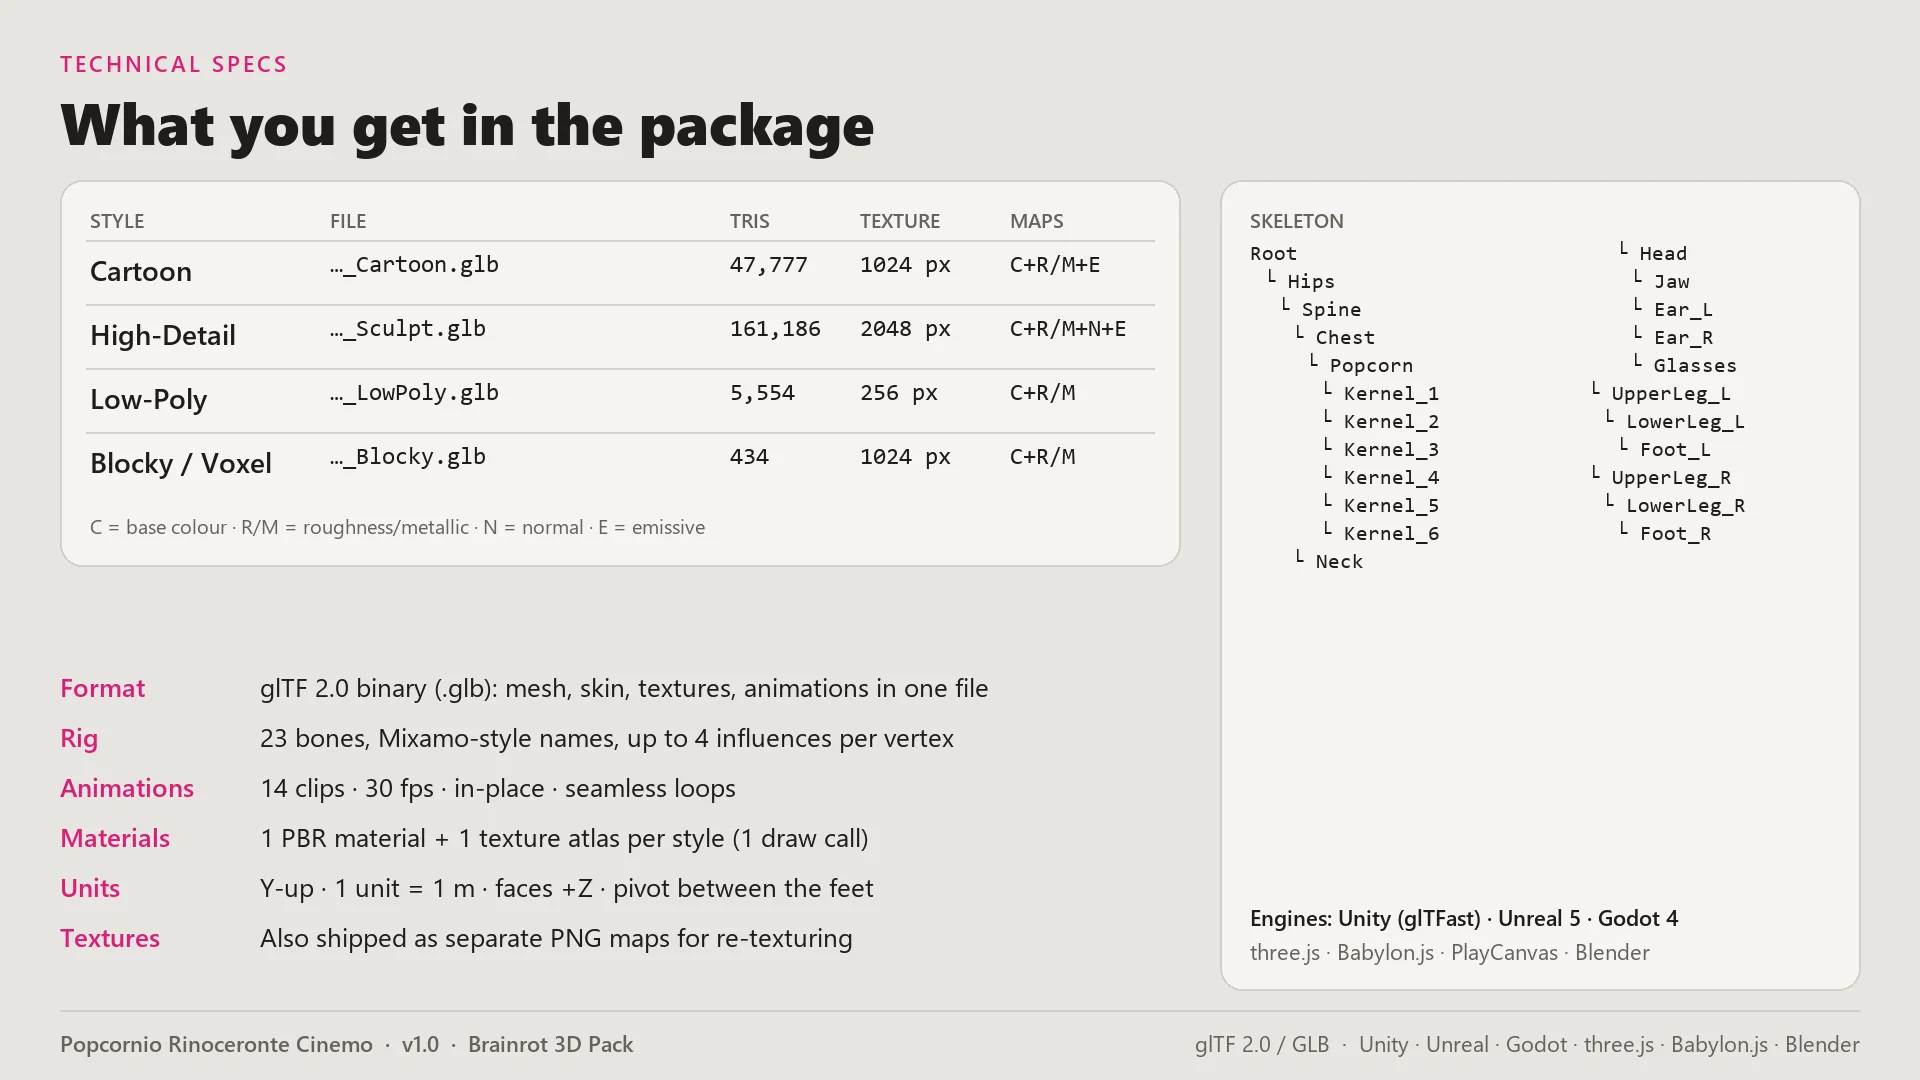 TECHNICAL SPECS
What you get in the package
STYLE FILE TRIS TEXTURE MAPS
Cartoon …_Cartoon.glb 47,777 1024 px C+R/M+E
High-Detail …_Sculpt.glb 161,186 2048 px C+R/M+N+E
Low-Poly …_LowPoly.glb 5,554 256 px C+R/M
Blocky / Voxel …_Blocky.glb 434 1024 px C+R/M
C = base colour · R/M = roughness/metallic · N = normal · E = emissive
Format glTF 2.0 binary (.glb): mesh, skin, textures, animations in one file
Rig 23 bones, Mixamo-style names, up to 4 influences per vertex
Animations 14 clips · 30 fps · in-place · seamless loops
Materials 1 PBR material + 1 texture atlas per style (1 draw call)
Units Y-up · 1 unit = 1 m · faces +Z · pivot between the feet
Textures Also shipped as separate PNG maps for re-texturing
SKELETON
Root
└ Hips
└ Spine
└ Chest
└ Popcorn
└ Kernel_1
└ Kernel_2
└ Kernel_3
└ Kernel_4
└ Kernel_5
└ Kernel_6
└ Neck
└ Head
└ Jaw
└ Ear_L
└ Ear_R
└ Glasses
└ UpperLeg_L
└ LowerLeg_L
└ Foot_L
└ UpperLeg_R
└ LowerLeg_R
└ Foot_R
Engines: Unity (glTFast) · Unreal 5 · Godot 4
three.js · Babylon.js · PlayCanvas · Blender
Popcornio Rinoceronte Cinemo · v1.0 · Brainrot 3D Pack
glTF 2.0 / GLB · Unity · Unreal · Godot · three.js · Babylon.js · Blender